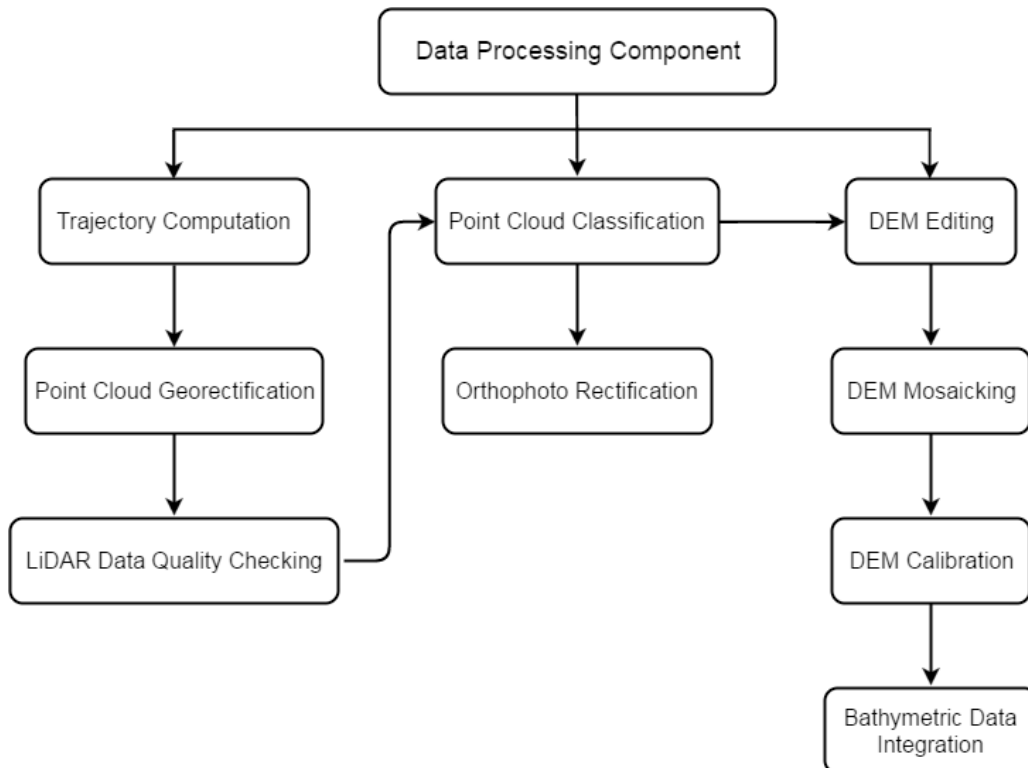 Data Processing Component
Trajectory Computation
Point Cloud Classification
DEM Editing
Point Cloud Georectification
Orthophoto Rectification
DEM Mosaicking
LiDAR Data Quality Checking
DEM Calibration
Bathymetric Data
Integration